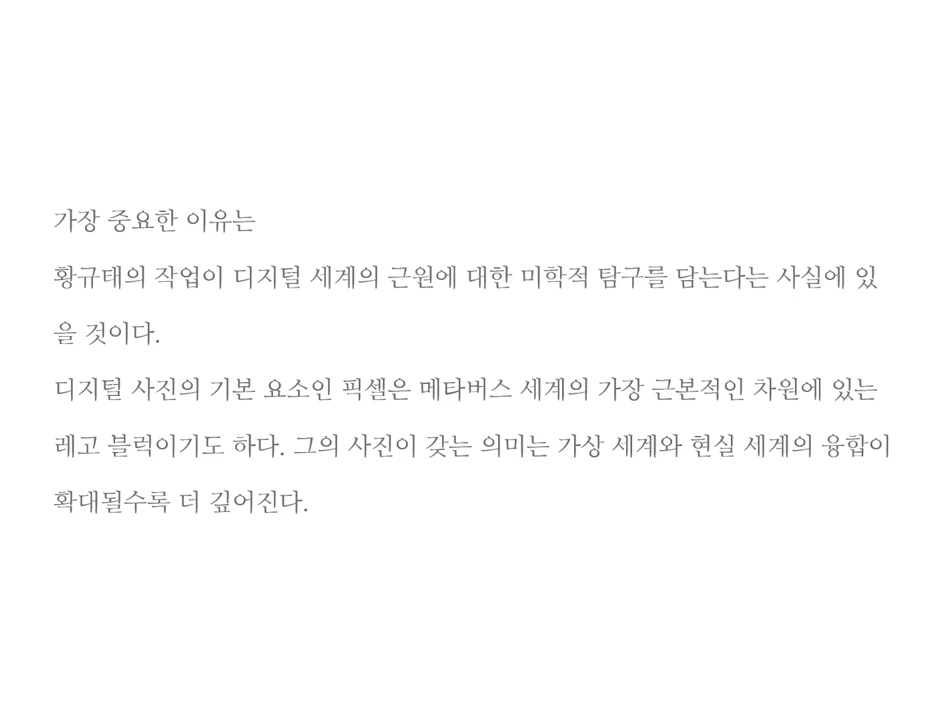 가장 중요한 이유는
황규태의 작업이 디지털 세계의 근원에 대한 미학적 탐구를 담는다는 사실에 있
을 것이다.
디지털 사진의 기본 요소인 픽셀은 메타버스 세계의 가장 근본적인 차원에 있는
레고 블럭이기도 하다. 그의 사진이 갖는 의미는 가상 세계와 현실 세계의 융합이
확대될수록 더 깊어진다.